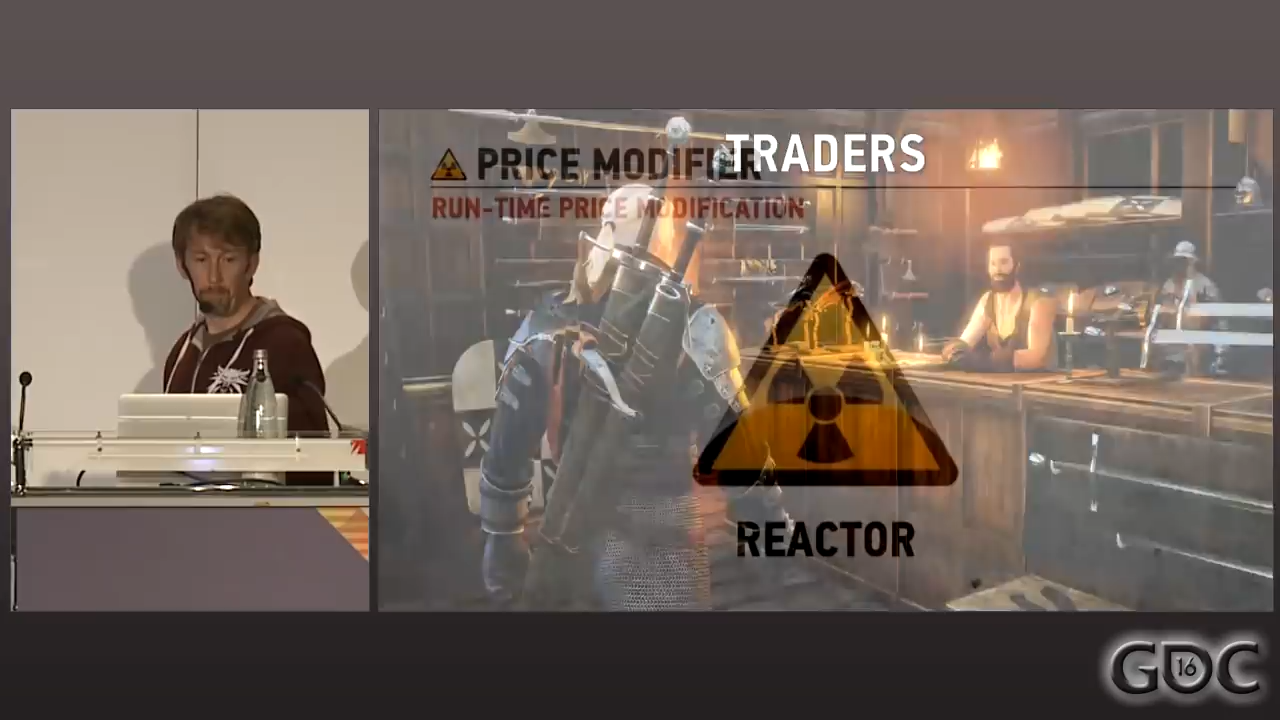 TRADERS
PRICE MODIFIER
RUN-TIME PRICE MODIFICATION
REACTOR
GDC
16